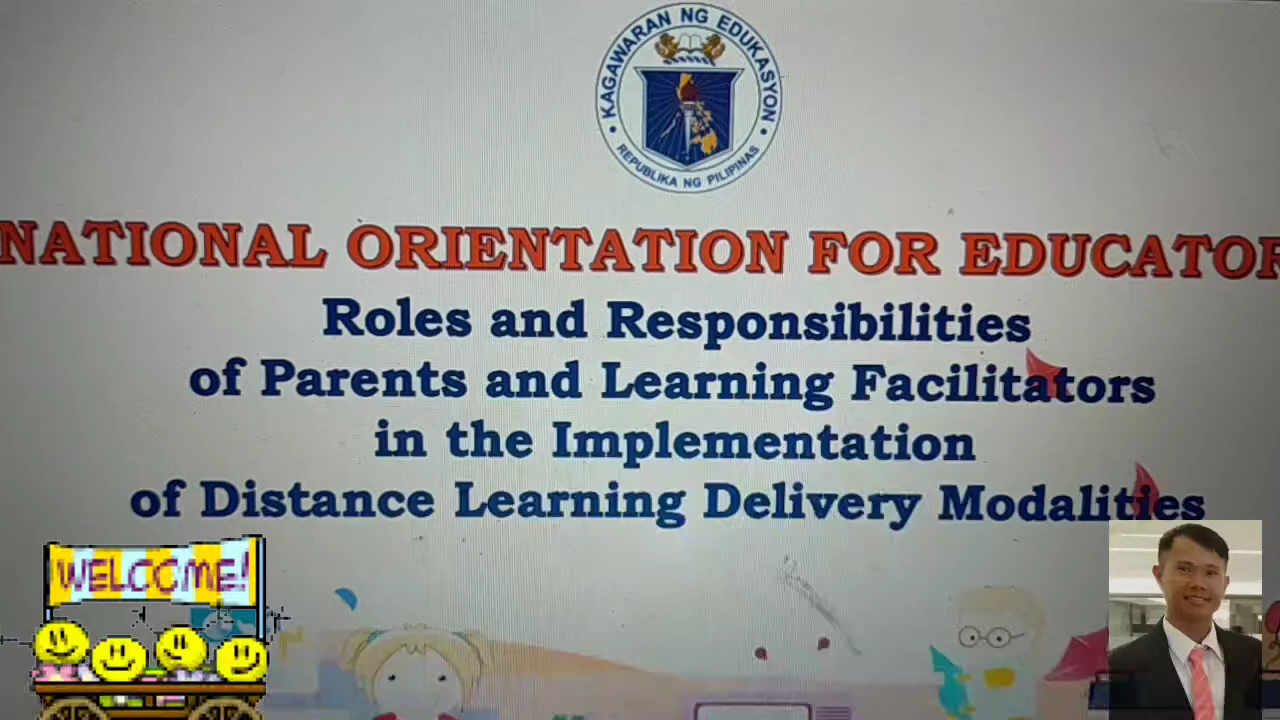 KAGAWARAN NG EDUKASYON
REPUBLIKA NG PILIPINAS
NATIONAL ORIENTATION FOR EDUCATOR
Roles and Responsibilities
of Parents and Learning Facilitators
in the Implementation
of Distance Learning Delivery Modalities
WELCOME!